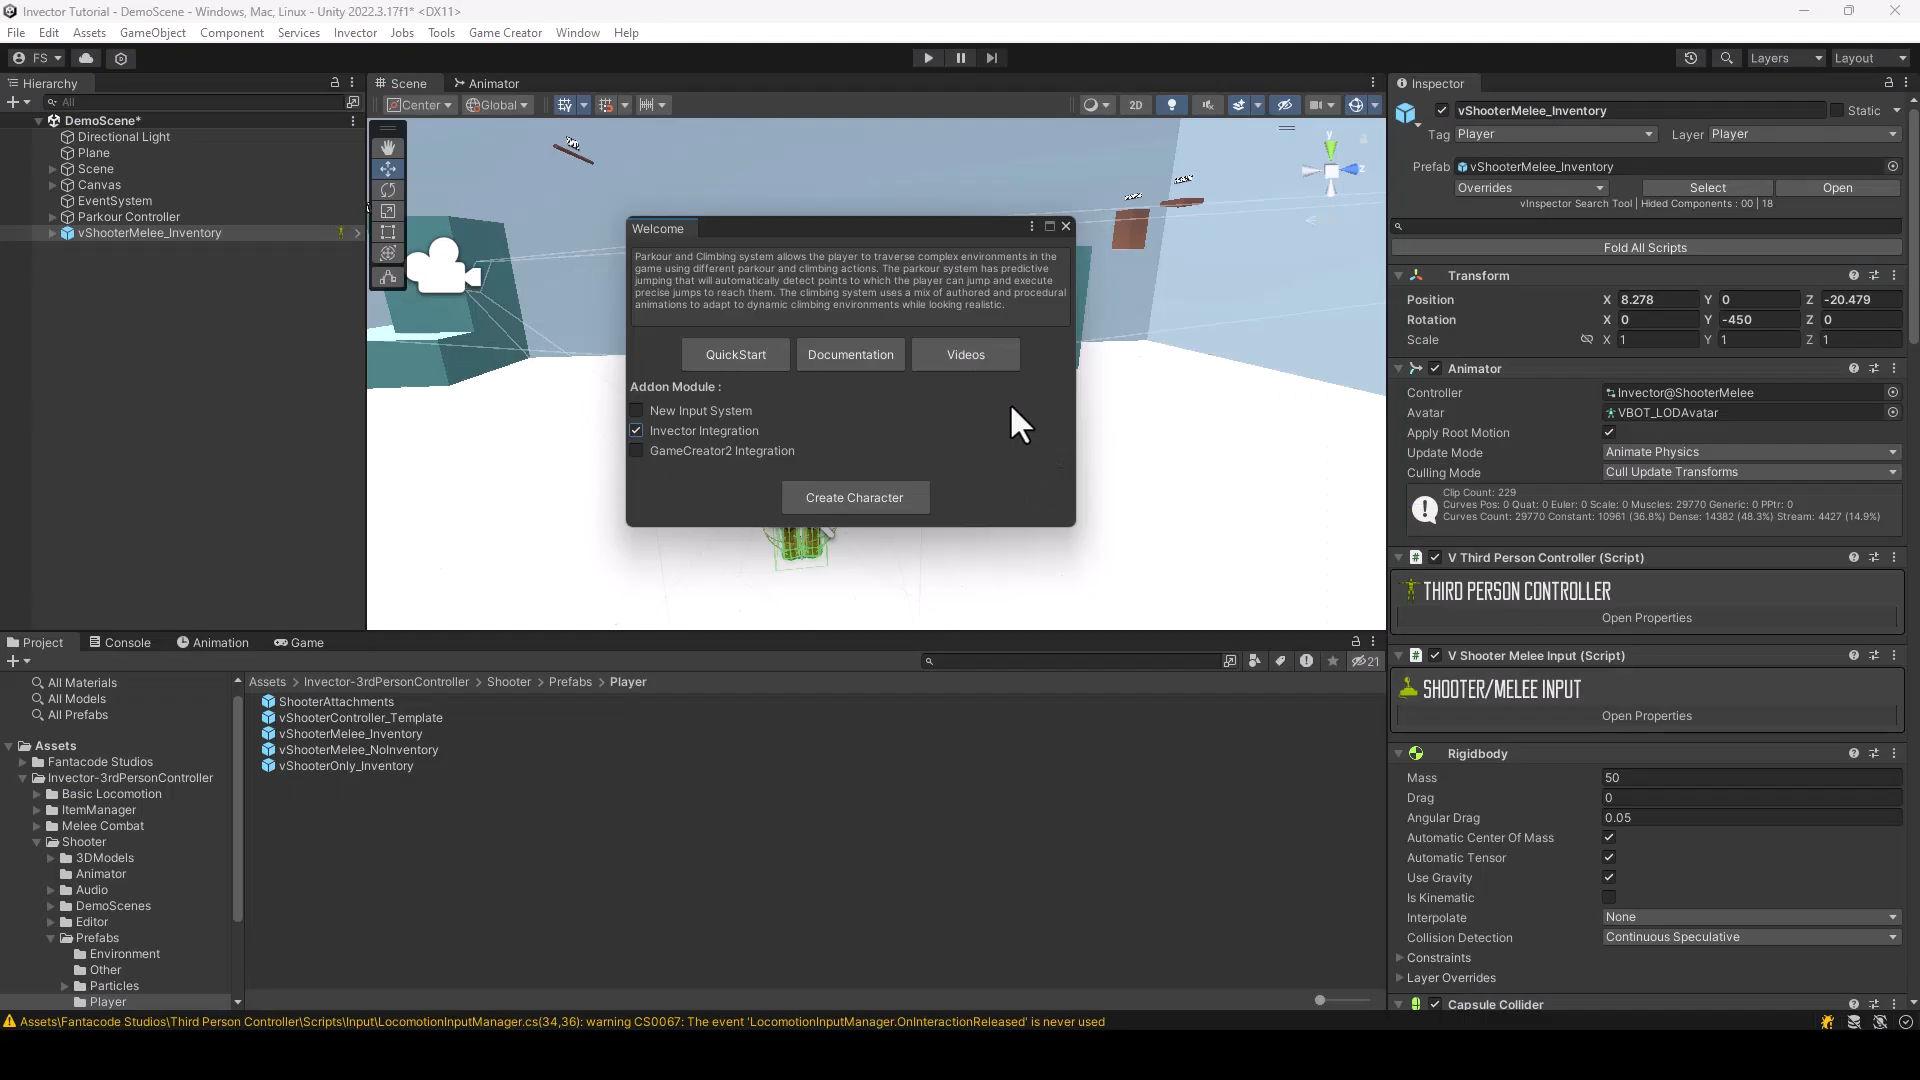 Invector Tutorial - DemoScene - Windows, Mac, Linux - Unity 2022.3.17f1* <DX11>
File Edit Assets GameObject Component Services Invector Jobs Tools Game Creator Window Help
FS
Layers
Layout
Hierarchy
All
DemoScene*
Directional Light
Plane
Scene
Canvas
EventSystem
Parkour Controller
vShooterMelee_Inventory
Scene
Animator
Center
Global
2D
y
z
Welcome
Parkour and Climbing system allows the player to traverse complex environments in the
game using different parkour and climbing actions. The parkour system has predictive
jumping that will automatically detect points to which the player can jump and execute
precise jumps to reach them. The climbing system uses a mix of authored and procedural
animations to adapt to dynamic climbing environments while looking realistic.
QuickStart
Documentation
Videos
Addon Module :
New Input System
Invector Integration
GameCreator2 Integration
Create Character
Inspector
vShooterMelee_Inventory
Static
Tag Player
Layer Player
Prefab vShooterMelee_Inventory
Overrides
Select
Open
vInspector Search Tool | Hided Components : 00 | 18
Fold All Scripts
Transform
Position X 8.278 Y 0 Z -20.479
Rotation X 0 Y -450 Z 0
Scale X 1 Y 1 Z 1
Animator
Controller Invector@ShooterMelee
Avatar VBOT_LODAvatar
Apply Root Motion
Update Mode Animate Physics
Culling Mode Cull Update Transforms
Clip Count: 229
Curves Pos: 0 Quat: 0 Euler: 0 Scale: 0 Muscles: 29770 Generic: 0 PPtr: 0
Curves Count: 29770 Constant: 10961 (36.8%) Dense: 14382 (48.3%) Stream: 4427 (14.9%)
V Third Person Controller (Script)
THIRD PERSON CONTROLLER
Open Properties
V Shooter Melee Input (Script)
SHOOTER/MELEE INPUT
Open Properties
Rigidbody
Mass 50
Drag 0
Angular Drag 0.05
Automatic Center Of Mass
Automatic Tensor
Use Gravity
Is Kinematic
Interpolate None
Collision Detection Continuous Speculative
Constraints
Layer Overrides
Capsule Collider
Project
Console
Animation
Game
21
All Materials
All Models
All Prefabs
Assets
Fantacode Studios
Invector-3rdPersonController
Basic Locomotion
ItemManager
Melee Combat
Shooter
3DModels
Animator
Audio
DemoScenes
Editor
Prefabs
Environment
Other
Particles
Player
Assets > Invector-3rdPersonController > Shooter > Prefabs > Player
ShooterAttachments
vShooterController_Template
vShooterMelee_Inventory
vShooterMelee_NoInventory
vShooterOnly_Inventory
Assets\Fantacode Studios\Third Person Controller\Scripts\Input\LocomotionInputManager.cs(34,36): warning CS0067: The event 'LocomotionInputManager.OnInteractionReleased' is never used